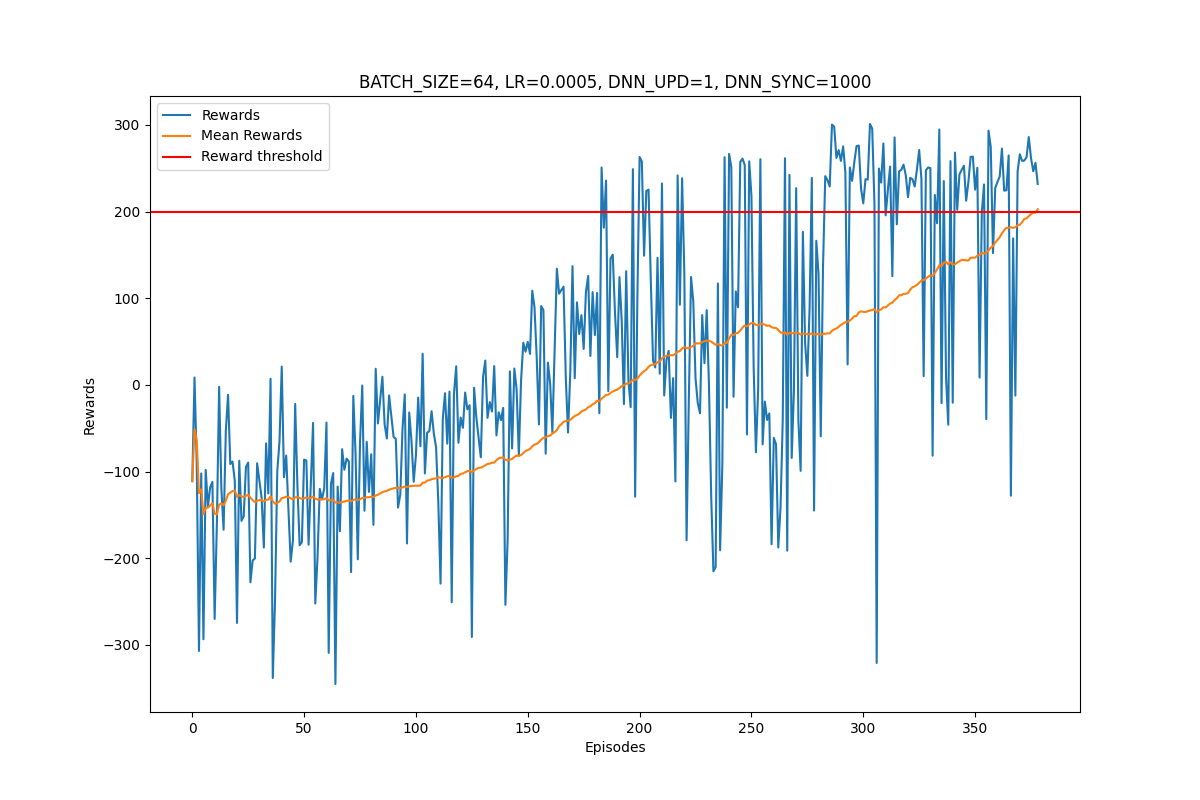 BATCH_SIZE=64, LR=0.0005, DNN_UPD=1, DNN_SYNC=1000
Rewards
Mean Rewards
Reward threshold
300
200
100
0
−100
−200
−300
Rewards
0 50 100 150 200 250 300 350
Episodes